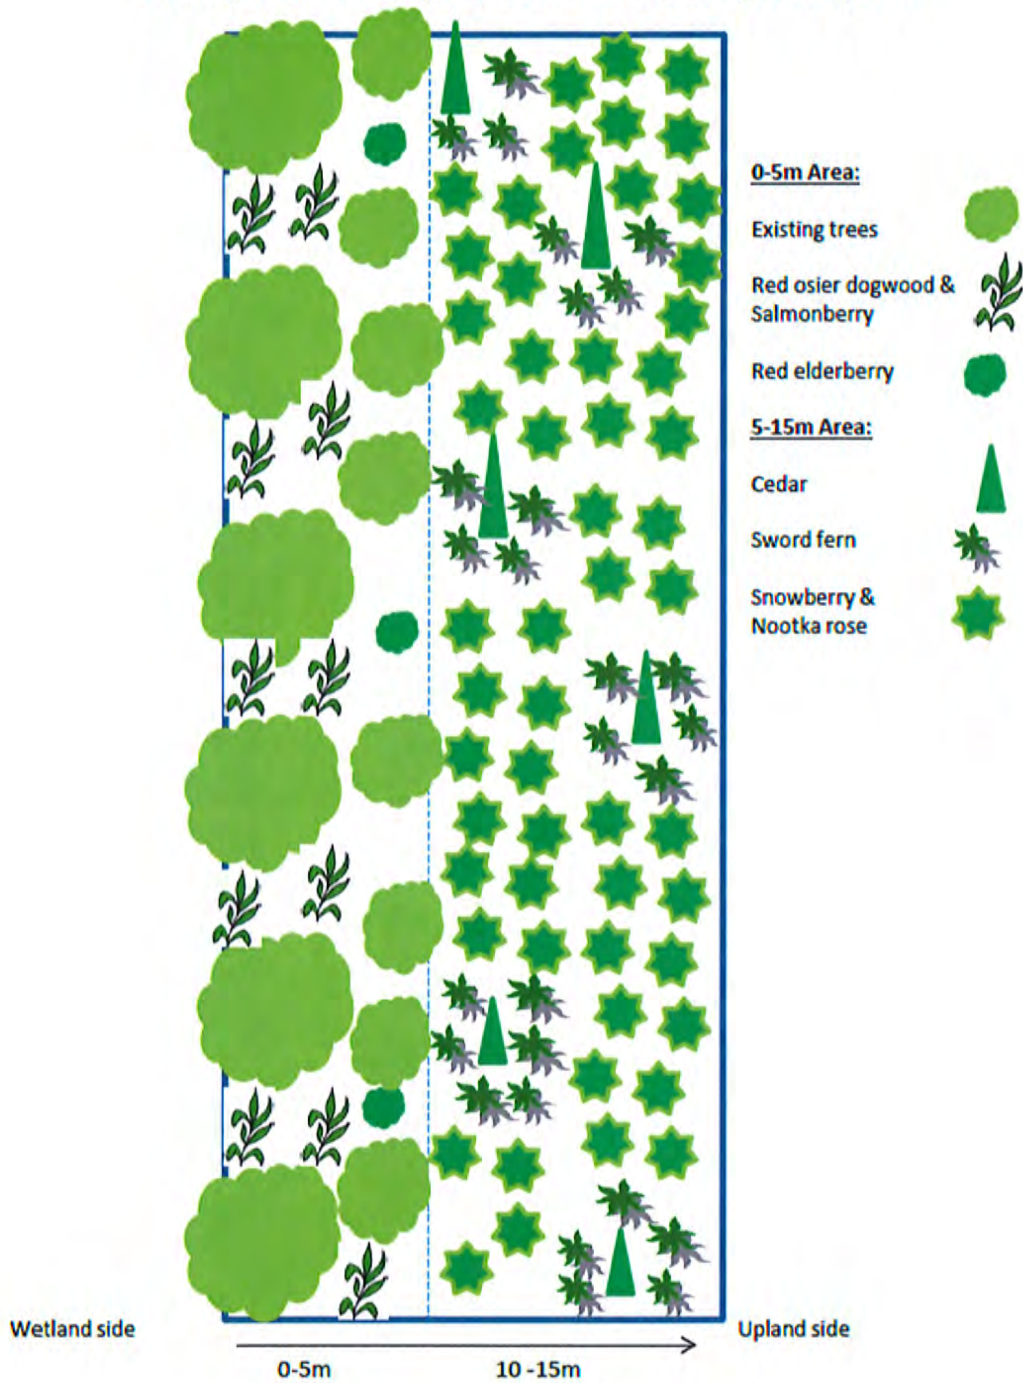 0-5m Area:
Existing trees
Red osier dogwood &
Salmonberry
Red elderberry
5-15m Area:
Cedar
Sword fern
Snowberry &
Nootka rose
Wetland side
Upland side
0-5m
10 -15m